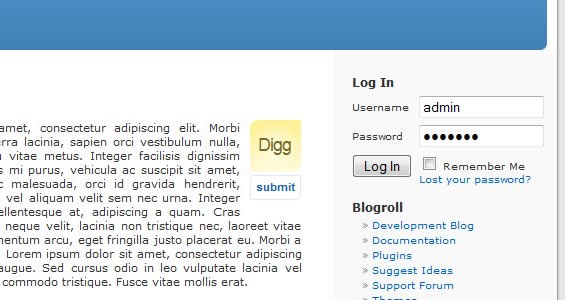 amet, consectetur adipiscing elit. Morbi
lacinia, sapien orci vestibulum nulla,
vitae metus. Integer facilisis dignissim
mi purus, vehicula ac suscipit sit amet,
malesuada, orci id gravida hendrerit,
vel aliquam velit sem nec urna. Integer
at, adipiscing a quam. Cras
neque velit, lacinia non tristique nec, laoreet vitae
arcu, eget fringilla justo placerat eu. Morbi a
Lorem ipsum dolor sit amet, consectetur adipiscing
augue. Sed cursus odio in leo vulputate lacinia vel
commodo tristique. Fusce vitae mollis erat.
Digg
submit
Log In
Username admin
Password ●●●●●●●
Log In Remember Me
Lost your password?
Blogroll
» Development Blog
» Documentation
» Plugins
» Suggest Ideas
» Support Forum
» Themes